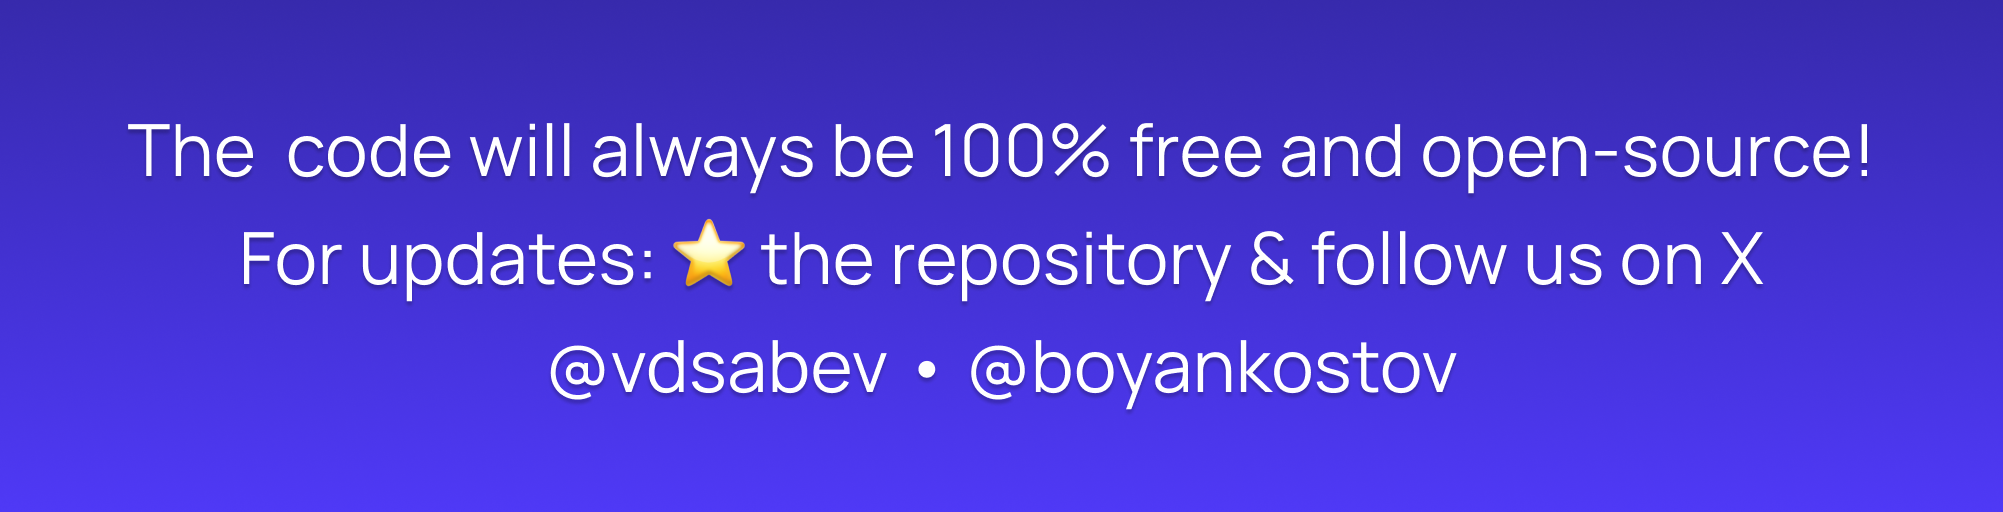 The  code will always be 100% free and open-source!
For updates: ⭐ the repository & follow us on X
@vdsabev • @boyankostov